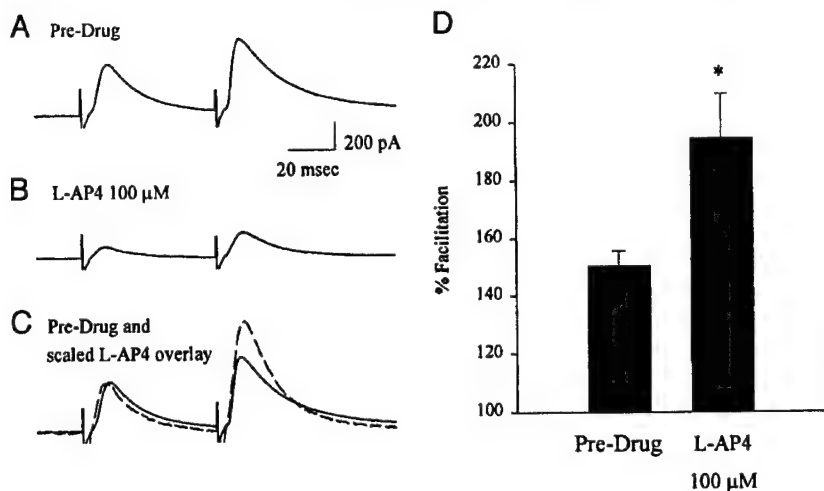 A Pre-Drug
200 pA
20 msec
B L-AP4 100 μM
C Pre-Drug and
scaled L-AP4 overlay
D
% Facilitation
220
200
180
160
140
120
100
*
Pre-Drug
L-AP4
100 μM